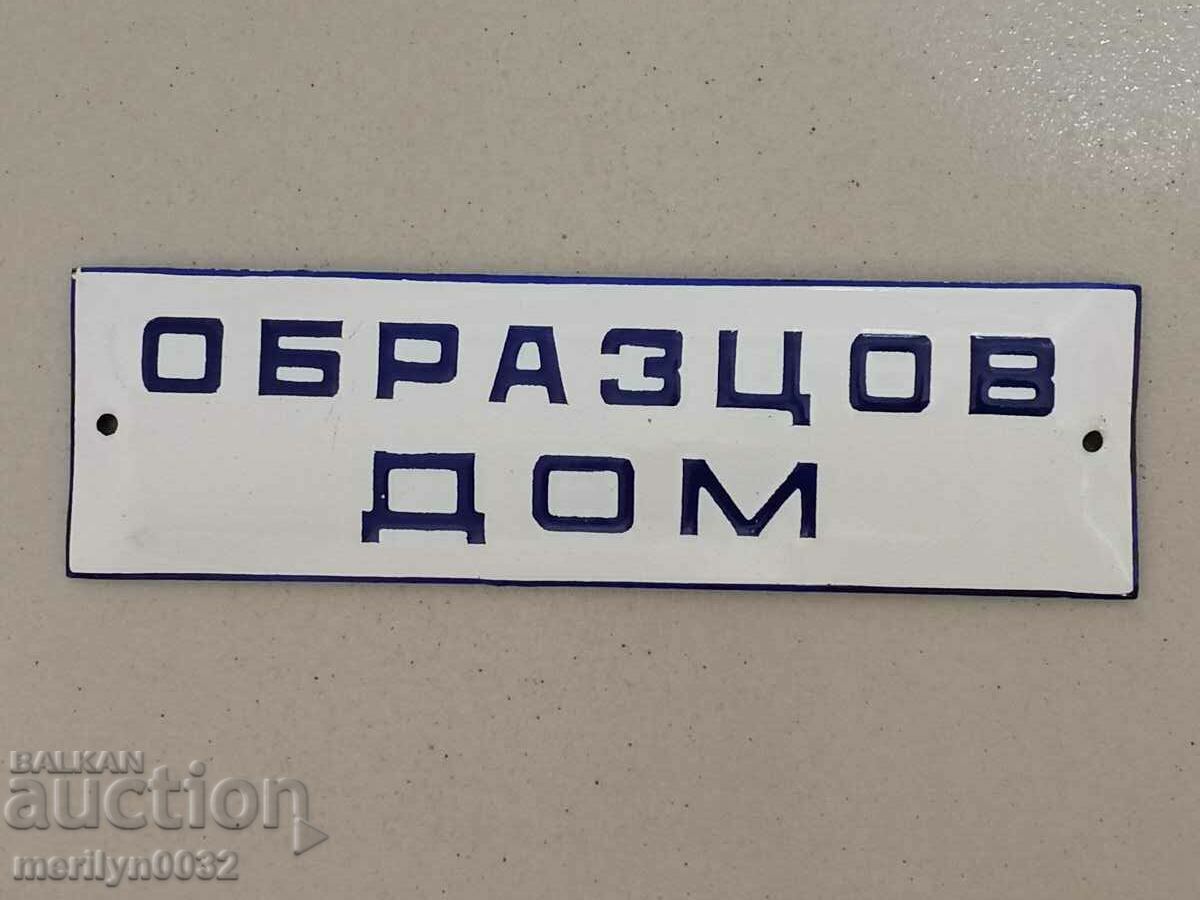 ОБРАЗЦОВ
ДОМ
BALKAN
auction
merilyn0032